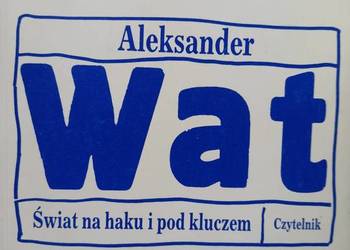 Aleksander
Wat
Świat na haku i pod kluczem
Czytelnik